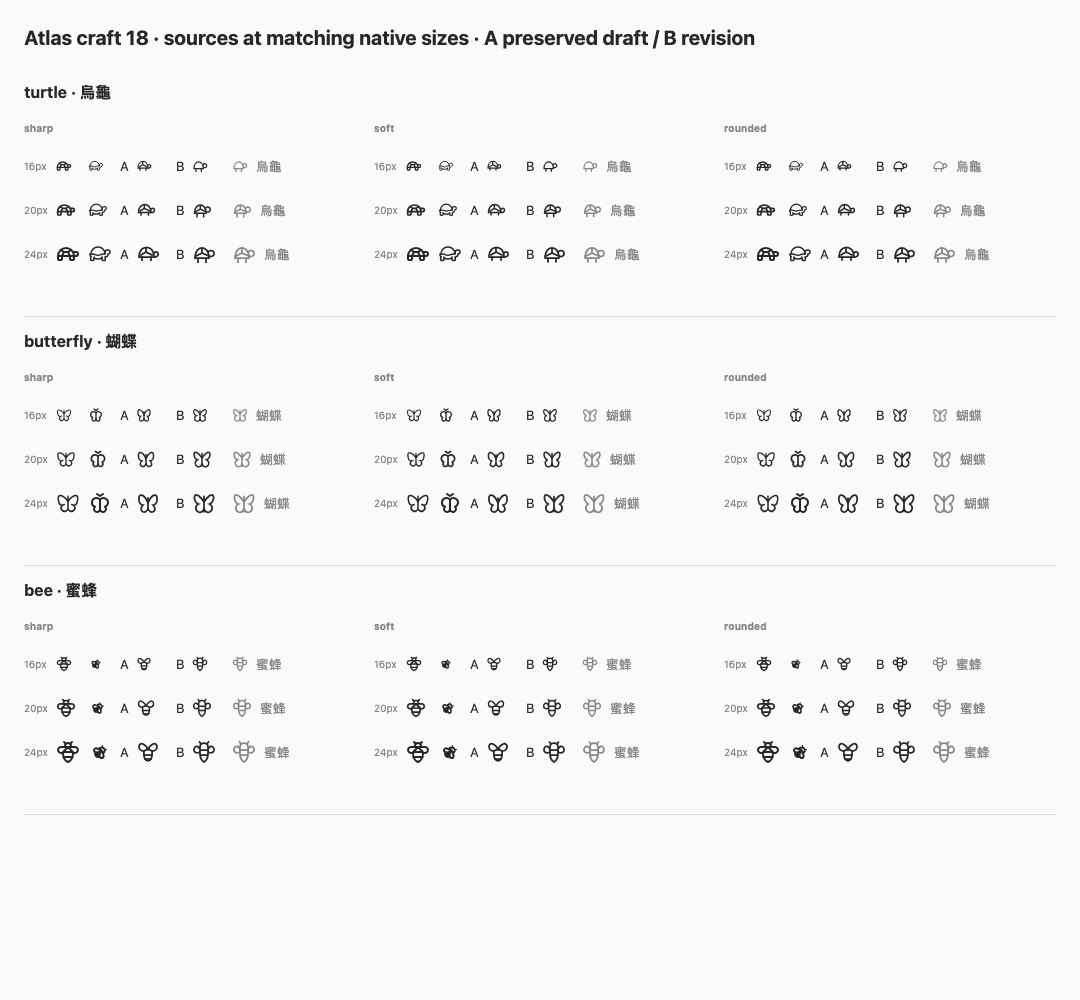 Atlas craft 18 · sources at matching native sizes · A preserved draft / B revision
turtle · 烏龜
sharp soft rounded
16px A B 烏龜 16px A B 烏龜 16px A B 烏龜
20px A B 烏龜 20px A B 烏龜 20px A B 烏龜
24px A B 烏龜 24px A B 烏龜 24px A B 烏龜
butterfly · 蝴蝶
sharp soft rounded
16px A B 蝴蝶 16px A B 蝴蝶 16px A B 蝴蝶
20px A B 蝴蝶 20px A B 蝴蝶 20px A B 蝴蝶
24px A B 蝴蝶 24px A B 蝴蝶 24px A B 蝴蝶
bee · 蜜蜂
sharp soft rounded
16px A B 蜜蜂 16px A B 蜜蜂 16px A B 蜜蜂
20px A B 蜜蜂 20px A B 蜜蜂 20px A B 蜜蜂
24px A B 蜜蜂 24px A B 蜜蜂 24px A B 蜜蜂